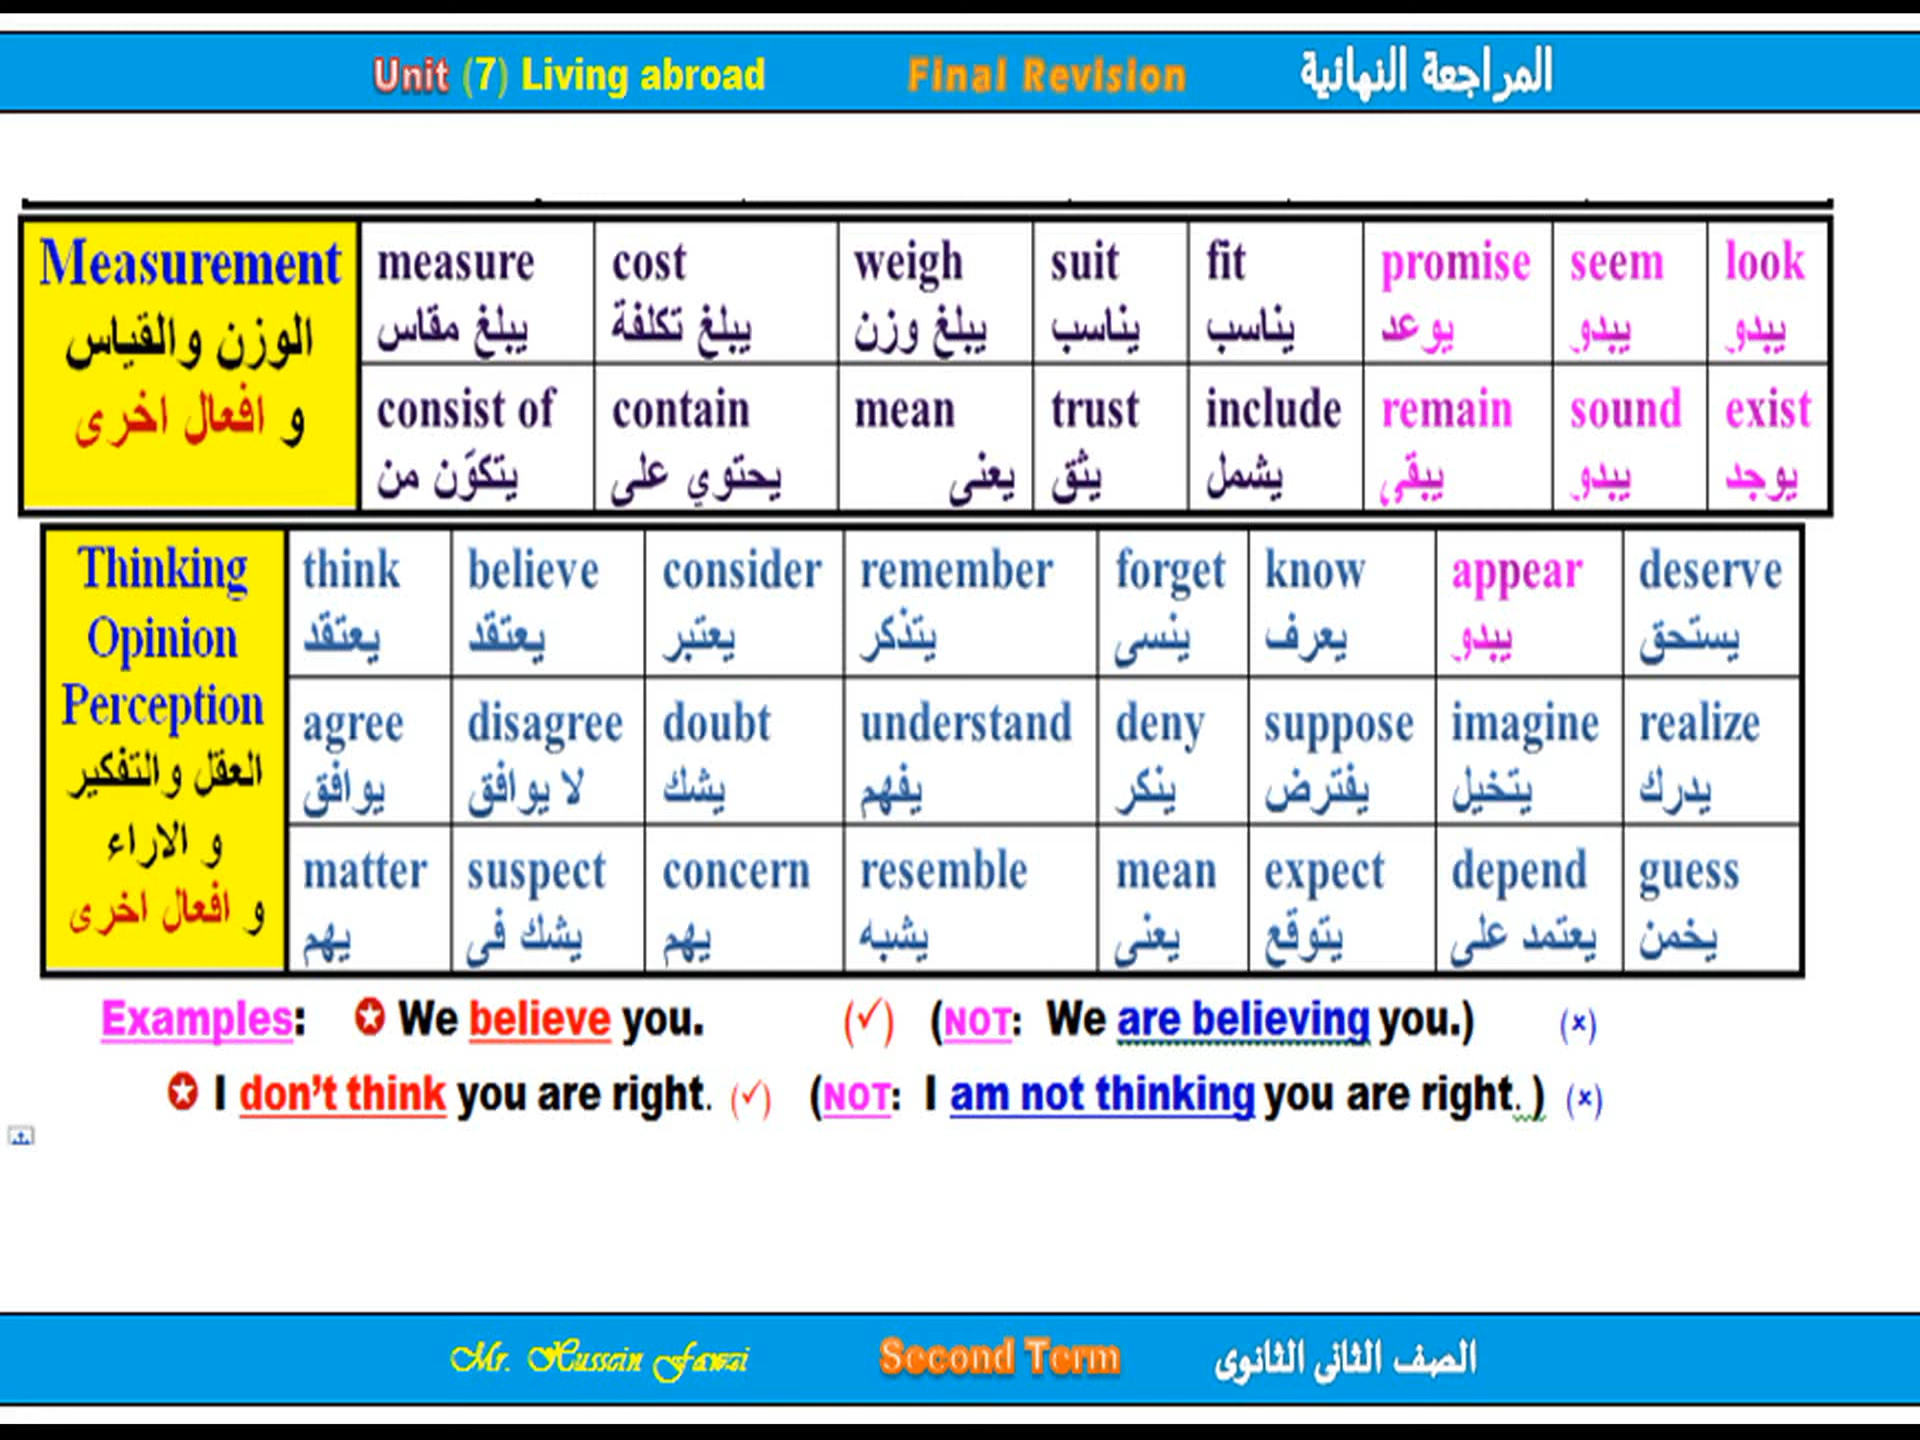 Unit (7) Living abroad Final Revision المراجعة النهائية
Measurement
الوزن والقياس
و افعال اخرى
measure cost weigh suit fit promise seem look
يبلغ مقاس يبلغ تكلفة يبلغ وزن يناسب يناسب يوعد يبدو يبدو
consist of contain mean trust include remain sound exist
يتكوّن من يحتوي على يعنى يثق يشمل يبقى يبدو يوجد
Thinking
Opinion
Perception
العقل والتفكير
و الاراء
و افعال اخرى
think believe consider remember forget know appear deserve
يعتقد يعتقد يعتبر يتذكر ينسى يعرف يبدو يستحق
agree disagree doubt understand deny suppose imagine realize
يوافق لا يوافق يشك يفهم ينكر يفترض يتخيل يدرك
matter suspect concern resemble mean expect depend guess
يهم يشك فى يهم يشبه يعنى يتوقع يعتمد على يخمن
Examples: ✪ We believe you. (✓) (NOT: We are believing you.) (×)
✪ I don't think you are right. (✓) (NOT: I am not thinking you are right. ) (×)
Mr. Hussein Fawzi Second Term الصف الثانى الثانوى